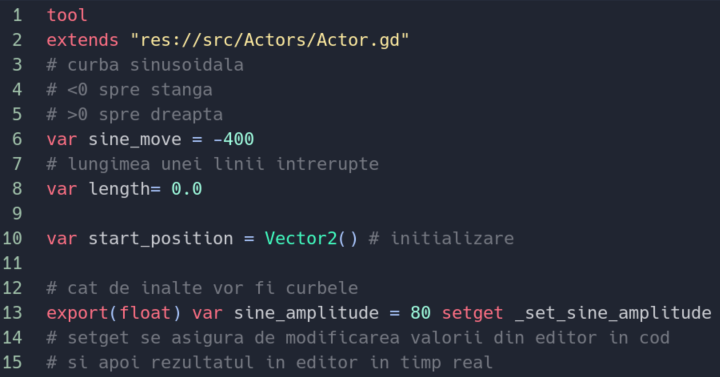 1 tool
2 extends "res://src/Actors/Actor.gd"
3 # curba sinusoidala
4 # <0 spre stanga
5 # >0 spre dreapta
6 var sine_move = -400
7 # lungimea unei linii intrerupte
8 var length= 0.0
9
10 var start_position = Vector2() # initializare
11
12 # cat de inalte vor fi curbele
13 export(float) var sine_amplitude = 80 setget _set_sine_amplitude
14 # setget se asigura de modificarea valorii din editor in cod
15 # si apoi rezultatul in editor in timp real